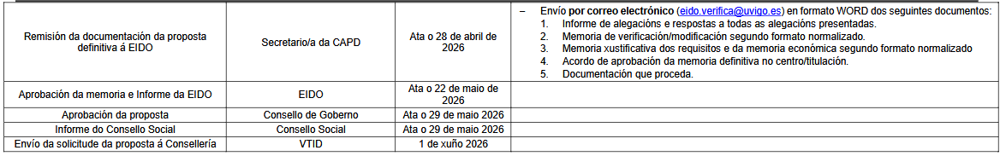 Remisión da documentación da proposta
definitiva á EIDO
Secretario/a da CAPD
Ata o 28 de abril de
2026
– Envío por correo electrónico (eido.verifica@uvigo.es) en formato WORD dos seguintes documentos:
1. Informe de alegacións e respostas a todas as alegacións presentadas.
2. Memoria de verificación/modificación segundo formato normalizado.
3. Memoria xustificativa dos requisitos e da memoria económica segundo formato normalizado
4. Acordo de aprobación da memoria definitiva no centro/titulación.
5. Documentación que proceda.
Aprobación da memoria e Informe da EIDO
EIDO
Ata o 22 de maio de
2026
Aprobación da proposta
Consello de Goberno
Ata o 29 de maio 2026
Informe do Consello Social
Consello Social
Ata o 29 de maio 2026
Envío da solicitude da proposta á Consellería
VTID
1 de xuño 2026